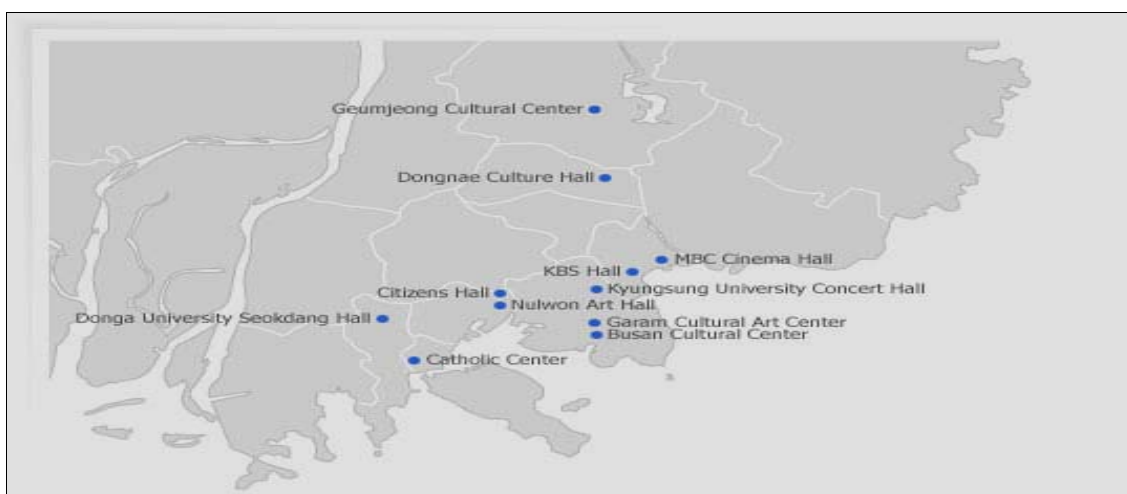 Geumjeong Cultural Center
Dongnae Culture Hall
MBC Cinema Hall
KBS Hall
Kyungsung University Concert Hall
Citizens Hall
Nulwon Art Hall
Donga University Seokdang Hall
Garam Cultural Art Center
Busan Cultural Center
Catholic Center